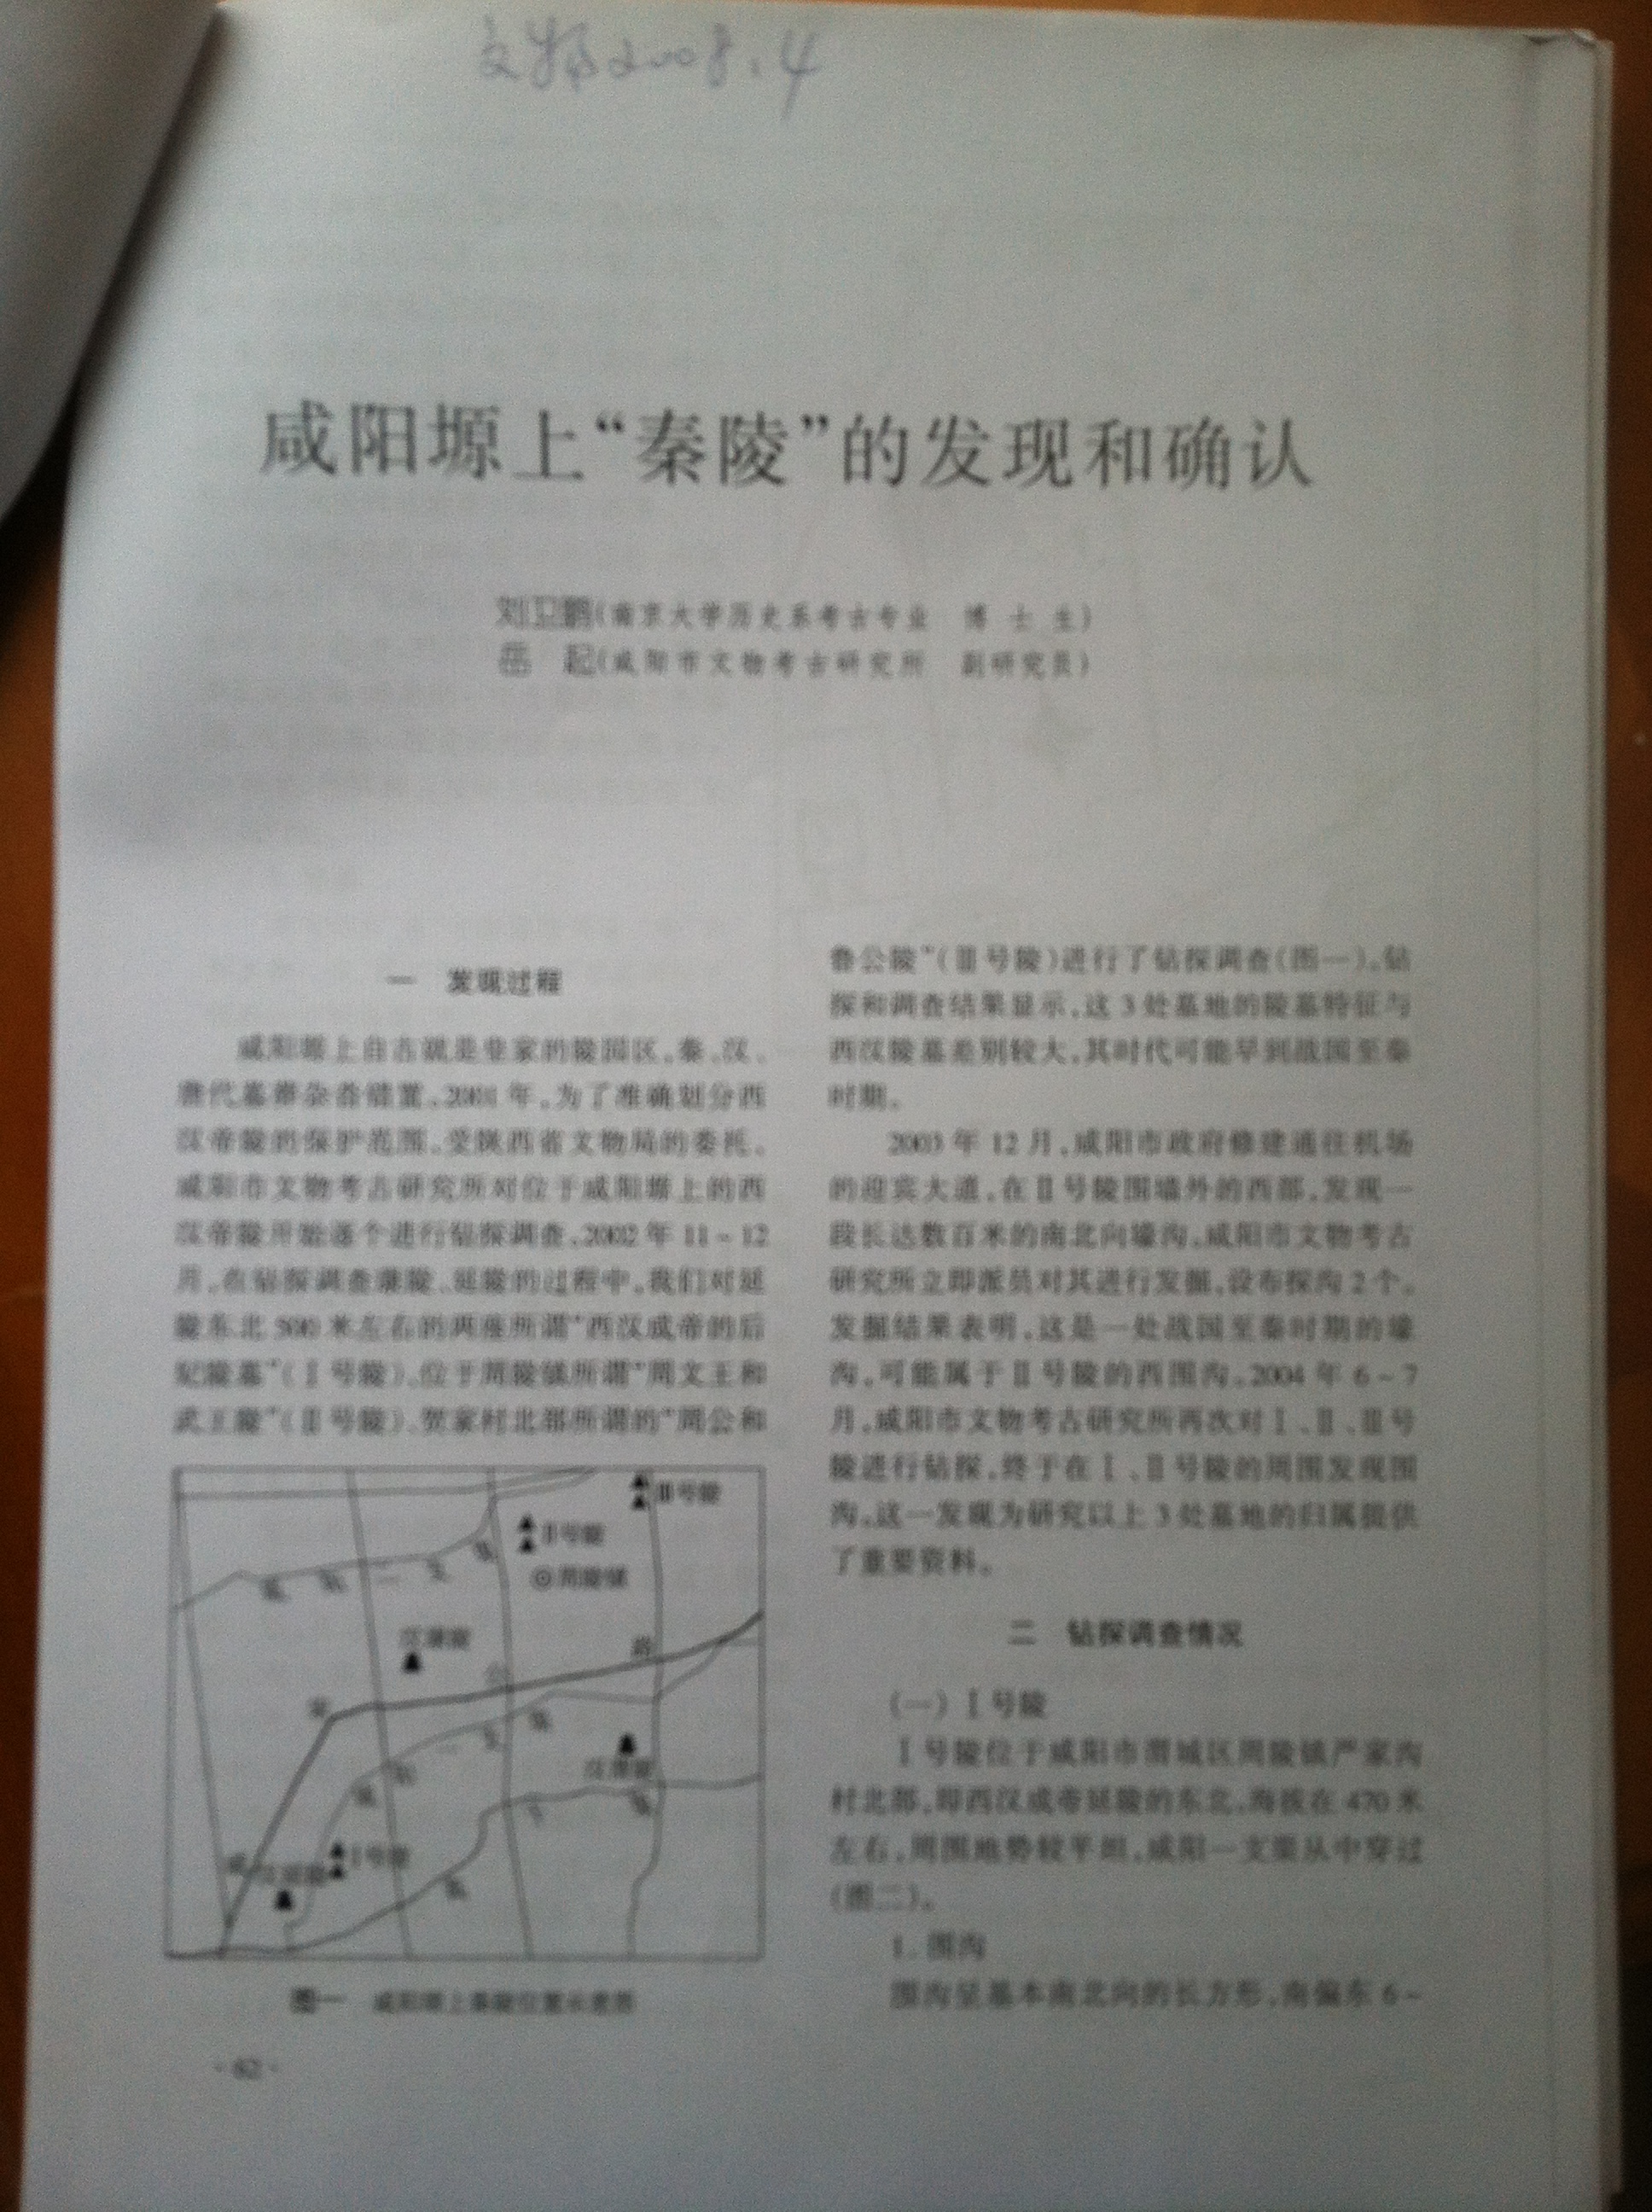 文物2008.4
咸阳塬上“秦陵”的发现和确认
刘卫鹏(南京大学历史系考古专业 博士生)
岳 起(咸阳市文物考古研究所 副研究员)
一 发现过程
咸阳塬上自古就是皇家的陵园区,秦、汉、
唐代墓葬杂沓错置。2001年,为了准确划分西
汉帝陵的保护范围,受陕西省文物局的委托,
咸阳市文物考古研究所对位于咸阳塬上的西
汉帝陵开始逐个进行钻探调查。2002年11~12
月,在钻探调查康陵、延陵的过程中,我们对延
陵东北500米左右的两座所谓“西汉成帝的后
妃陵墓”(Ⅰ号陵)、位于周陵镇所谓“周文王和
武王陵”(Ⅱ号陵)、贺家村北部所谓的“周公和
鲁公陵”(Ⅲ号陵)进行了钻探调查(图一)。钻
探和调查结果显示,这3处墓地的陵墓特征与
西汉陵墓差别较大,其时代可能早到战国至秦
时期。
2003年12月,咸阳市政府修建通往机场
的迎宾大道,在Ⅱ号陵围墙外的西部,发现一
段长达数百米的南北向壕沟,咸阳市文物考古
研究所立即派员对其进行发掘,设布探沟2个。
发掘结果表明,这是一处战国至秦时期的壕
沟,可能属于Ⅱ号陵的西围沟。2004年6~7
月,咸阳市文物考古研究所再次对Ⅰ、Ⅱ、Ⅲ号
陵进行钻探,终于在Ⅰ、Ⅱ号陵的周围发现围
沟,这一发现为研究以上3处墓地的归属提供
了重要资料。
二 钻探调查情况
(一)Ⅰ号陵
Ⅰ号陵位于咸阳市渭城区周陵镇严家沟
村北部,即西汉成帝延陵的东北,海拔在470米
左右,周围地势较平坦,咸阳一支渠从中穿过
(图二)。
1.围沟
围沟呈基本南北向的长方形,南偏东6~
Ⅲ号陵
Ⅱ号陵
周陵镇
汉康陵
汉渭陵
Ⅰ号陵
汉延陵
图一 咸阳塬上秦陵位置示意图
·62·